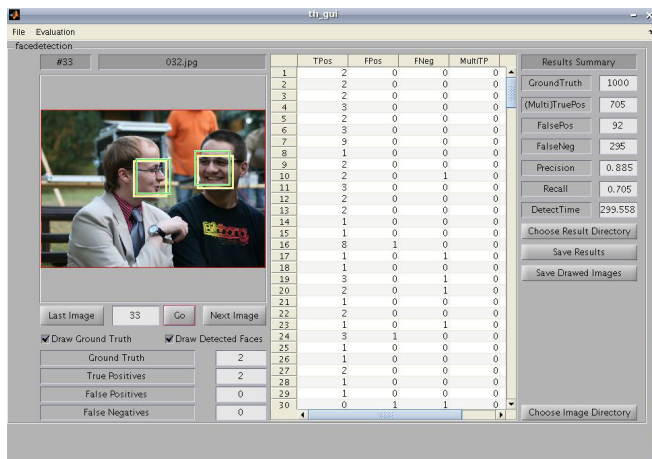 th_gui
File Evaluation
facedetection
#33 032.jpg
TPos FPos FNeg MultiTP
1 2 0 0 0
2 2 0 0 0
3 2 0 0 0
4 3 0 0 0
5 2 0 0 0
6 3 0 0 0
7 9 0 0 0
8 1 0 0 0
9 2 0 0 0
10 2 0 1 0
11 3 0 0 0
12 2 0 0 0
13 2 0 0 0
14 1 0 0 0
15 1 0 0 0
16 8 1 0 0
17 1 0 1 0
18 1 0 0 0
19 3 0 1 0
20 2 0 1 0
21 1 0 0 0
22 2 0 0 0
23 1 0 1 0
24 3 1 0 0
25 1 0 0 0
26 1 0 0 0
27 2 0 0 0
28 1 0 0 0
29 1 0 0 0
30 0 1 1 0
Last Image 33 Go Next Image
Draw Ground Truth Draw Detected Faces
Ground Truth 2
True Positives 2
False Positives 0
False Negatives 0
Results Summary
GroundTruth 1000
(Multi)TruePos 705
FalsePos 92
FalseNeg 295
Precision 0.885
Recall 0.705
DetectTime 299.558
Choose Result Directory
Save Results
Save Drawed Images
Choose Image Directory